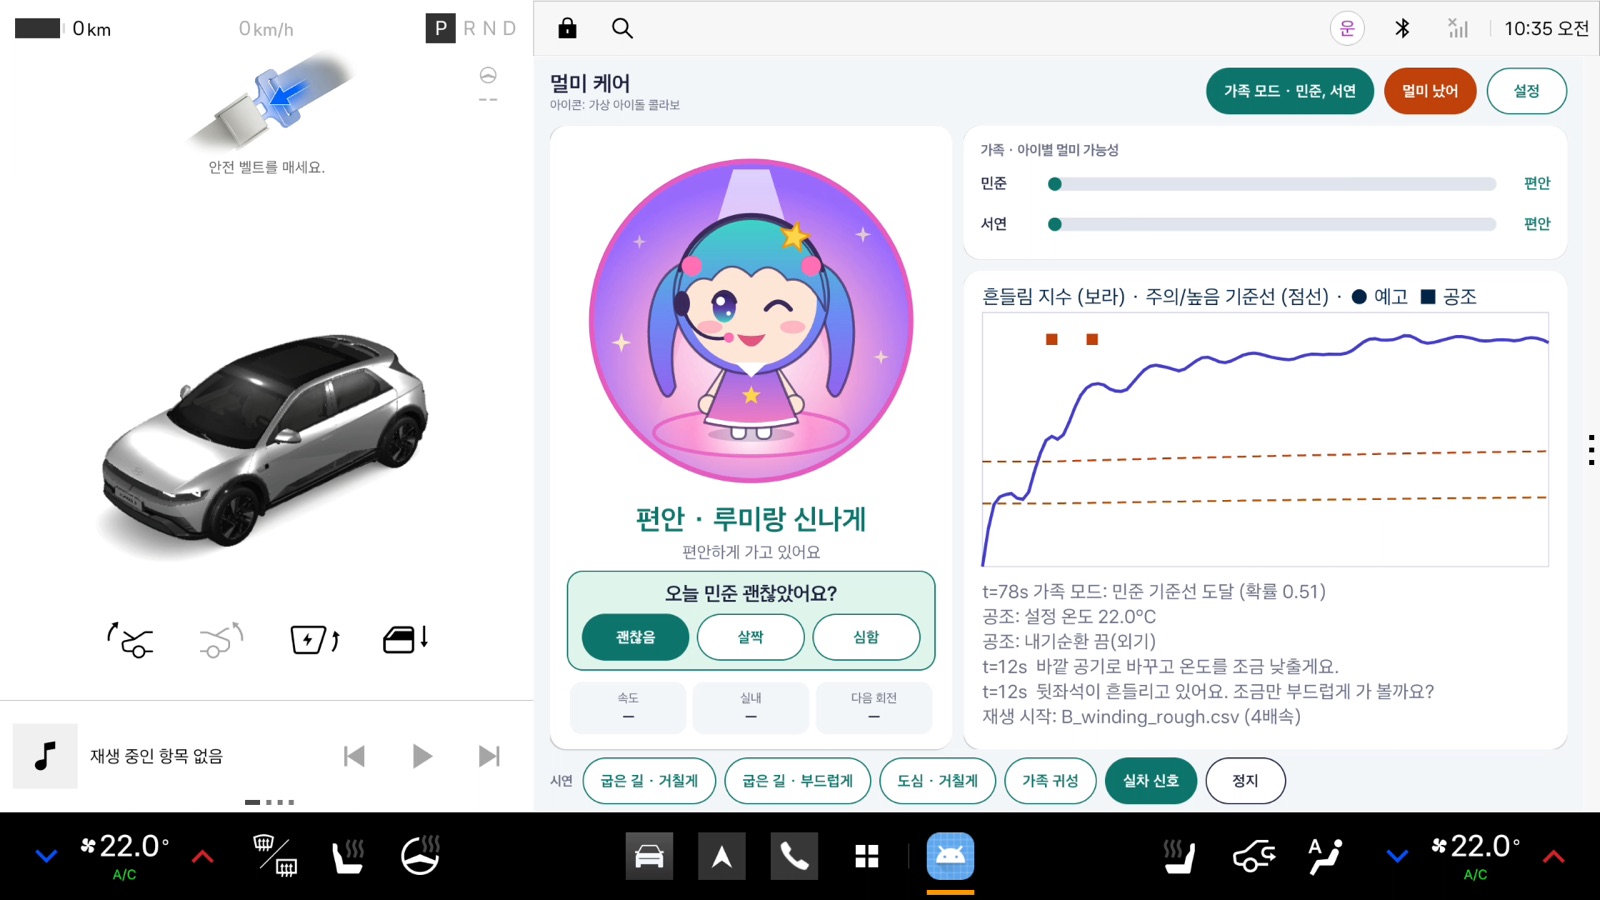 0 km
0 km/h
P R N D
안전 벨트를 매세요.
재생 중인 항목 없음
운
10:35 오전
멀미 케어
아이콘: 가상 아이돌 콜라보
가족 모드 · 민준, 서연
멀미 났어
설정
편안 · 루미랑 신나게
편안하게 가고 있어요
오늘 민준 괜찮았어요?
괜찮음
살짝
심함
속도
–
실내
–
다음 회전
–
가족 · 아이별 멀미 가능성
민준 편안
서연 편안
흔들림 지수 (보라) · 주의/높음 기준선 (점선) · ● 예고 ■ 공조
t=78s 가족 모드: 민준 기준선 도달 (확률 0.51)
공조: 설정 온도 22.0°C
공조: 내기순환 끔(외기)
t=12s 바깥 공기로 바꾸고 온도를 조금 낮출게요.
t=12s 뒷좌석이 흔들리고 있어요. 조금만 부드럽게 가 볼까요?
재생 시작: B_winding_rough.csv (4배속)
시연
굽은 길 · 거칠게
굽은 길 · 부드럽게
도심 · 거칠게
가족 귀성
실차 신호
정지
22.0°
A/C
A
22.0°
A/C